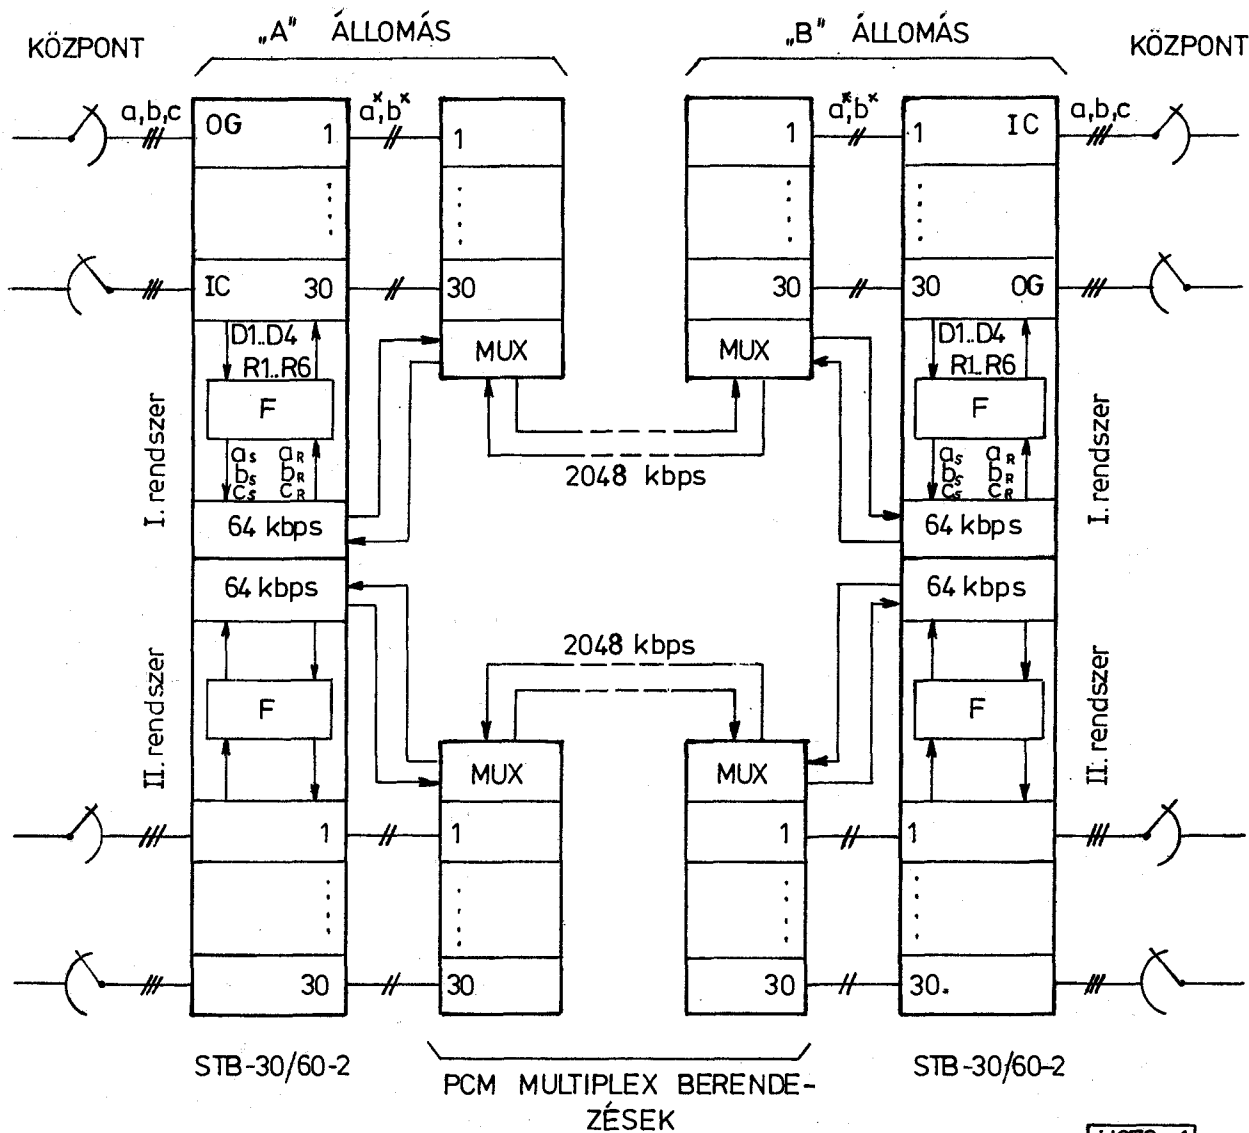 „A” ÁLLOMÁS
„B” ÁLLOMÁS
KÖZPONT
KÖZPONT
a,b,c
OG
1
a*,b*
1
1
a*,b*
1
IC
a,b,c
IC
30
30
30
30
OG
D1..D4
R1..R6
MUX
MUX
D1..D4
R1..R6
F
F
I. rendszer
I. rendszer
aS aR
bS bR
cS cR
aS aR
bS bR
cS cR
2048 kbps
64 kbps
64 kbps
64 kbps
64 kbps
2048 kbps
II. rendszer
II. rendszer
F
F
MUX
MUX
1
1
1
1
30
30
30
30.
STB-30/60-2
STB-30/60-2
PCM MULTIPLEX BERENDE-
ZÉSEK